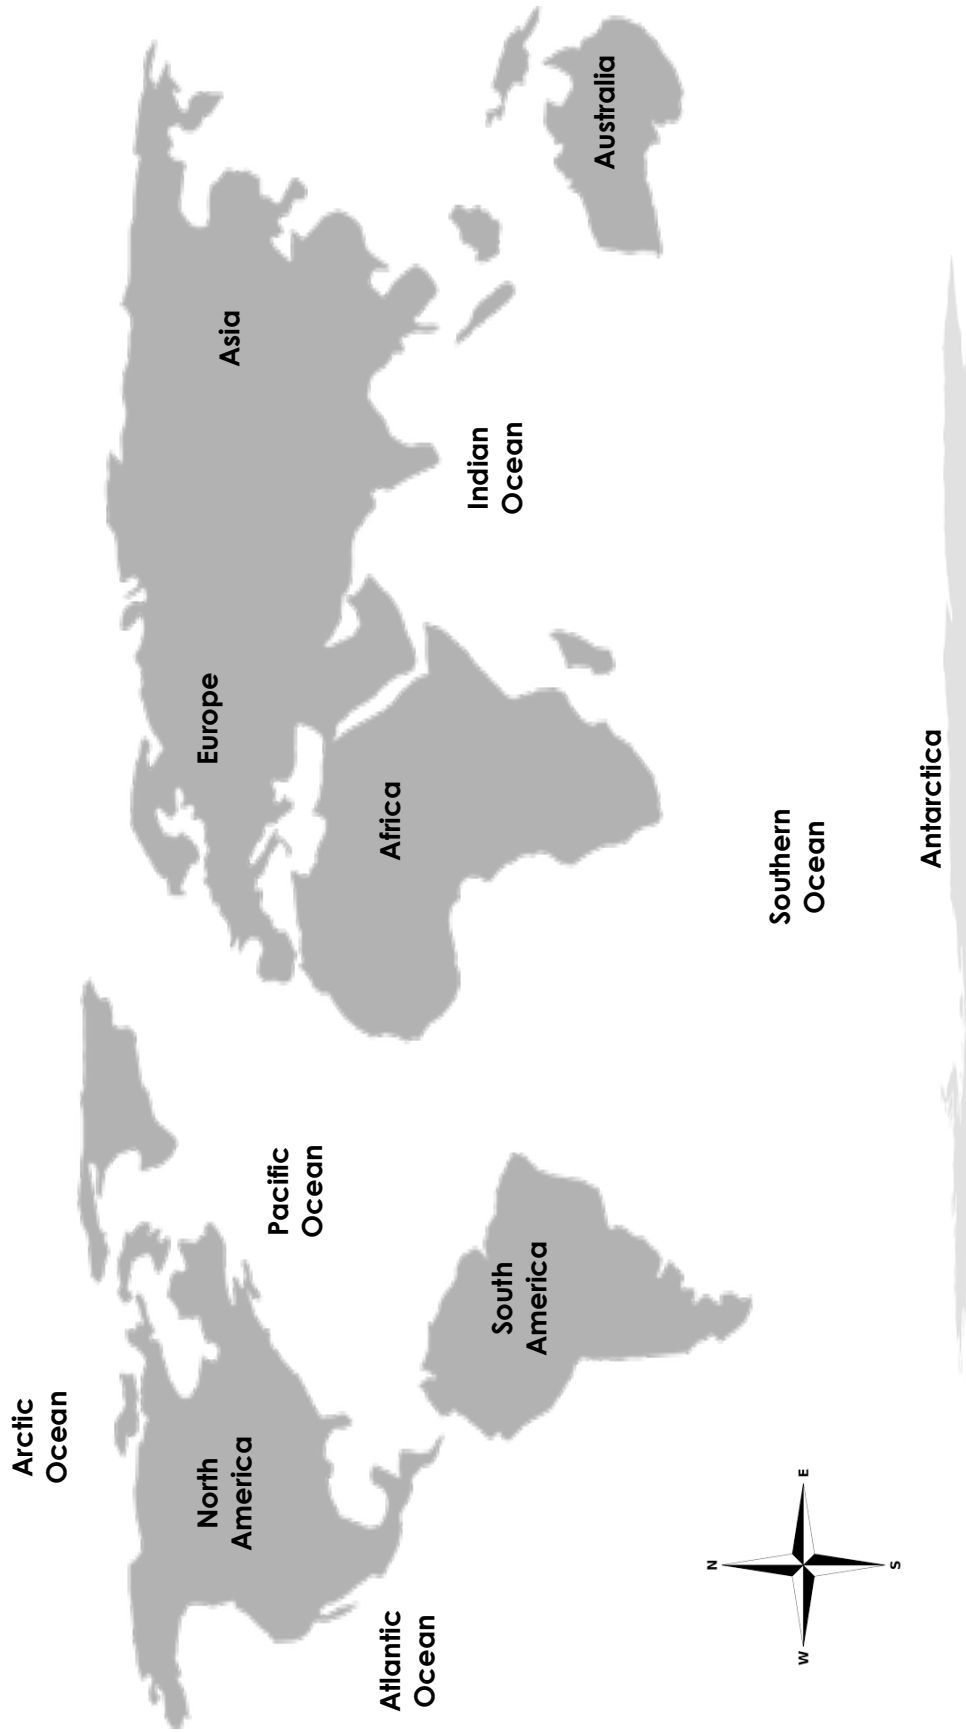 Arctic
Ocean
North
America
Europe
Asia
Pacific
Ocean
Atlantic
Ocean
Africa
Indian
Ocean
South
America
Australia
Southern
Ocean
N
W
E
S
Antarctica